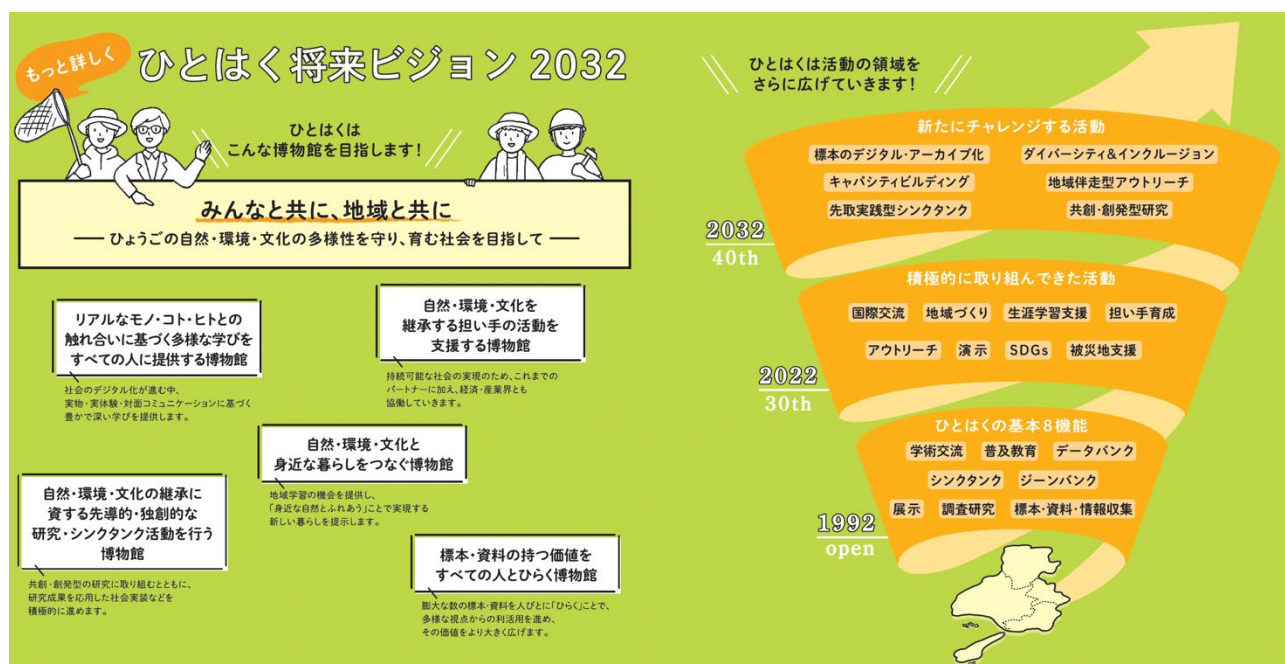 もっと詳しく
ひとはく将来ビジョン 2032
ひとはくは
こんな博物館を目指します！
みんなと共に、地域と共に
ひょうごの自然・環境・文化の多様性を守り、育む社会を目指して
リアルなモノ・コト・ヒトとの
触れ合いに基づく多様な学びを
すべての人に提供する博物館
社会のデジタル化が進む中、
実物・実体験・対面コミュニケーションに基づく
豊かで深い学びを提供します。
自然・環境・文化を
継承する担い手の活動を
支援する博物館
持続可能な社会の実現のため、これまでの
パートナーに加え、経済・産業界とも
協働していきます。
自然・環境・文化と
身近な暮らしをつなぐ博物館
地域学習の機会を提供し、
「身近な自然とふれあう」ことで実現する
新しい暮らしを提示します。
自然・環境・文化の継承に
資する先導的・独創的な
研究・シンクタンク活動を行う
博物館
共創・創発型の研究に取り組むとともに、
研究成果を応用した社会実装などを
積極的に進めます。
標本・資料の持つ価値を
すべての人とひらく博物館
膨大な数の標本・資料を人びとに「ひらく」ことで、
多様な視点からの利活用を進め、
その価値をより大きく広げます。
ひとはくは活動の領域を
さらに広げていきます！
新たにチャレンジする活動
標本のデジタル・アーカイブ化 ダイバーシティ&インクルージョン
キャパシティビルディング 地域伴走型アウトリーチ
先取実践型シンクタンク 共創・創発型研究
2032
40th
積極的に取り組んできた活動
国際交流 地域づくり 生涯学習支援 担い手育成
アウトリーチ 演示 SDGs 被災地支援
2022
30th
ひとはくの基本8機能
学術交流 普及教育 データバンク
シンクタンク ジーンバンク
展示 調査研究 標本・資料・情報収集
1992
open